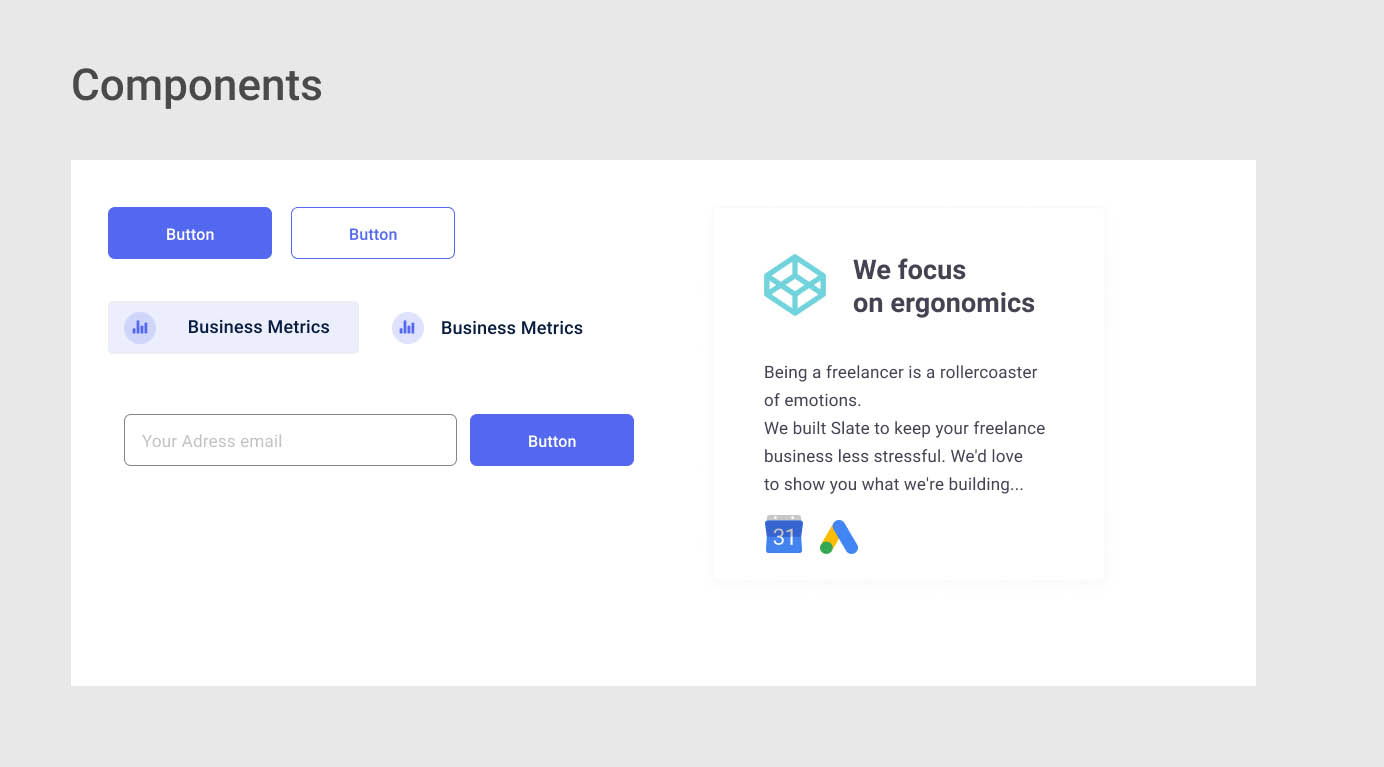 Components
Button
Button
Business Metrics
Business Metrics
Your Adress email
Button
We focus
on ergonomics
Being a freelancer is a rollercoaster
of emotions.
We built Slate to keep your freelance
business less stressful. We'd love
to show you what we're building...
31